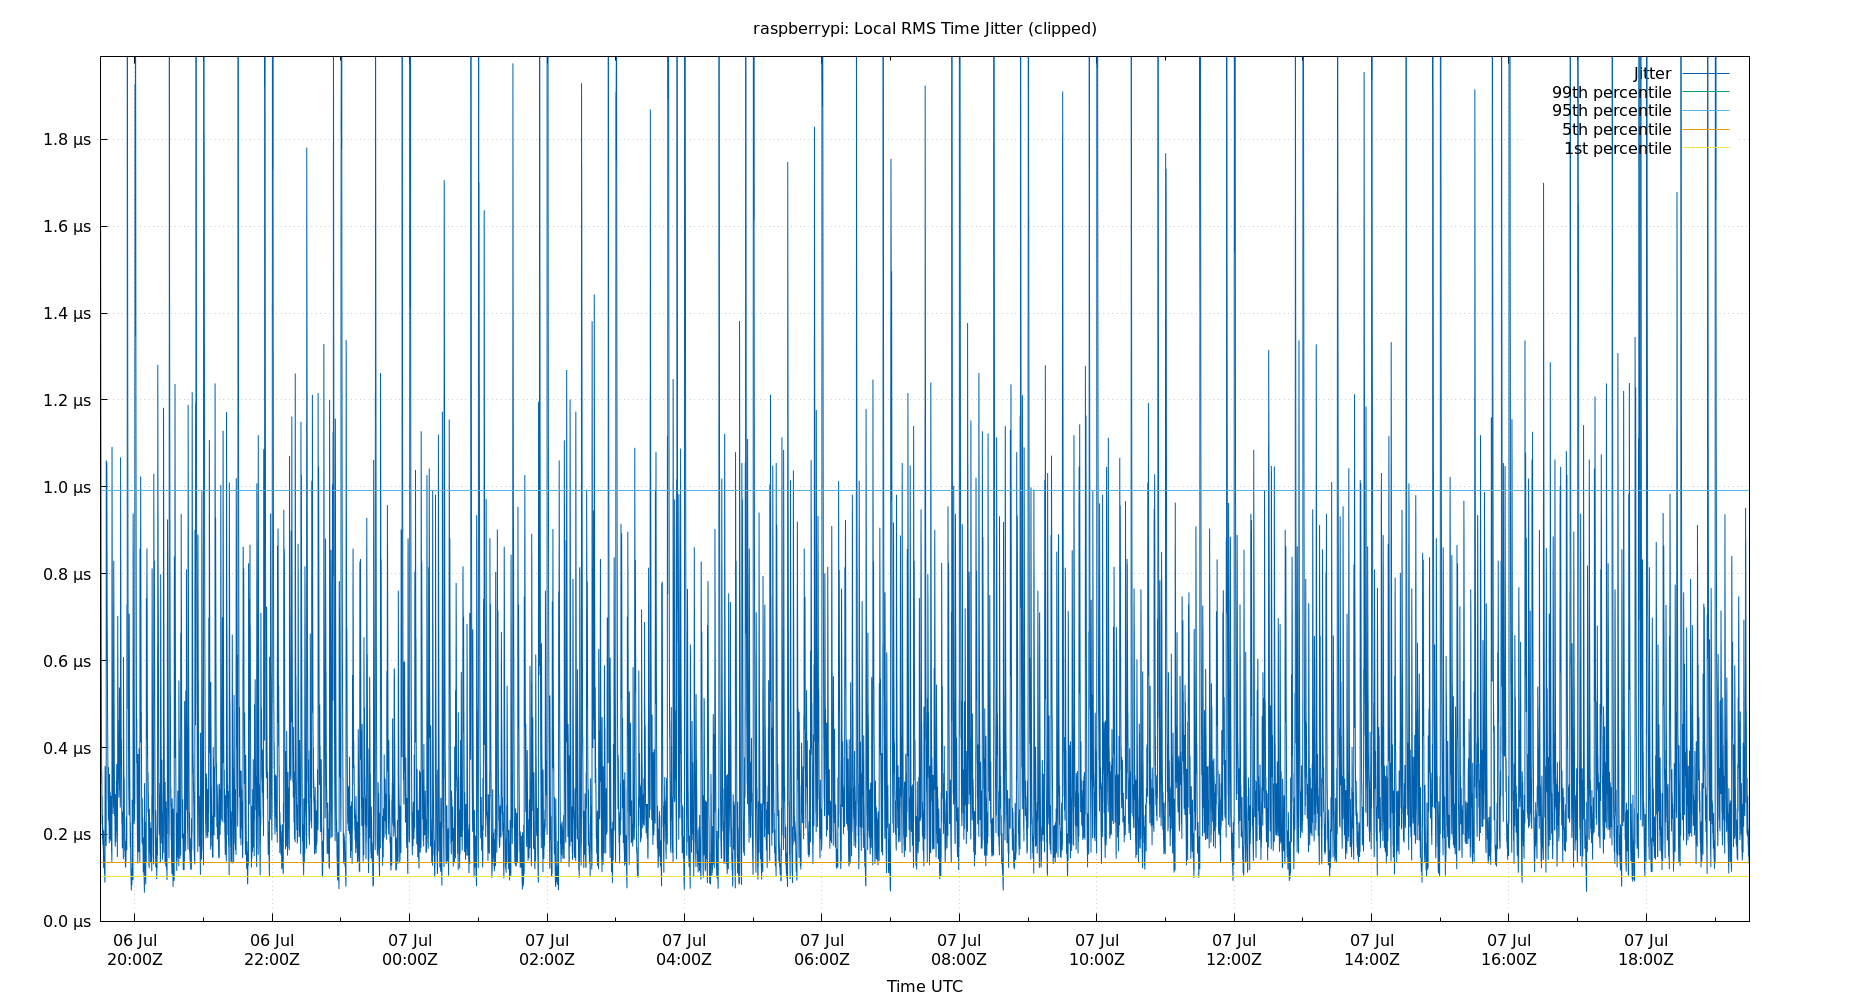 raspberrypi: Local RMS Time Jitter (clipped)
Jitter
99th percentile
95th percentile
5th percentile
1st percentile
1.8 µs
1.6 µs
1.4 µs
1.2 µs
1.0 µs
0.8 µs
0.6 µs
0.4 µs
0.2 µs
0.0 µs
06 Jul 06 Jul 07 Jul 07 Jul 07 Jul 07 Jul 07 Jul 07 Jul 07 Jul 07 Jul 07 Jul 07 Jul
20:00Z 22:00Z 00:00Z 02:00Z 04:00Z 06:00Z 08:00Z 10:00Z 12:00Z 14:00Z 16:00Z 18:00Z
Time UTC